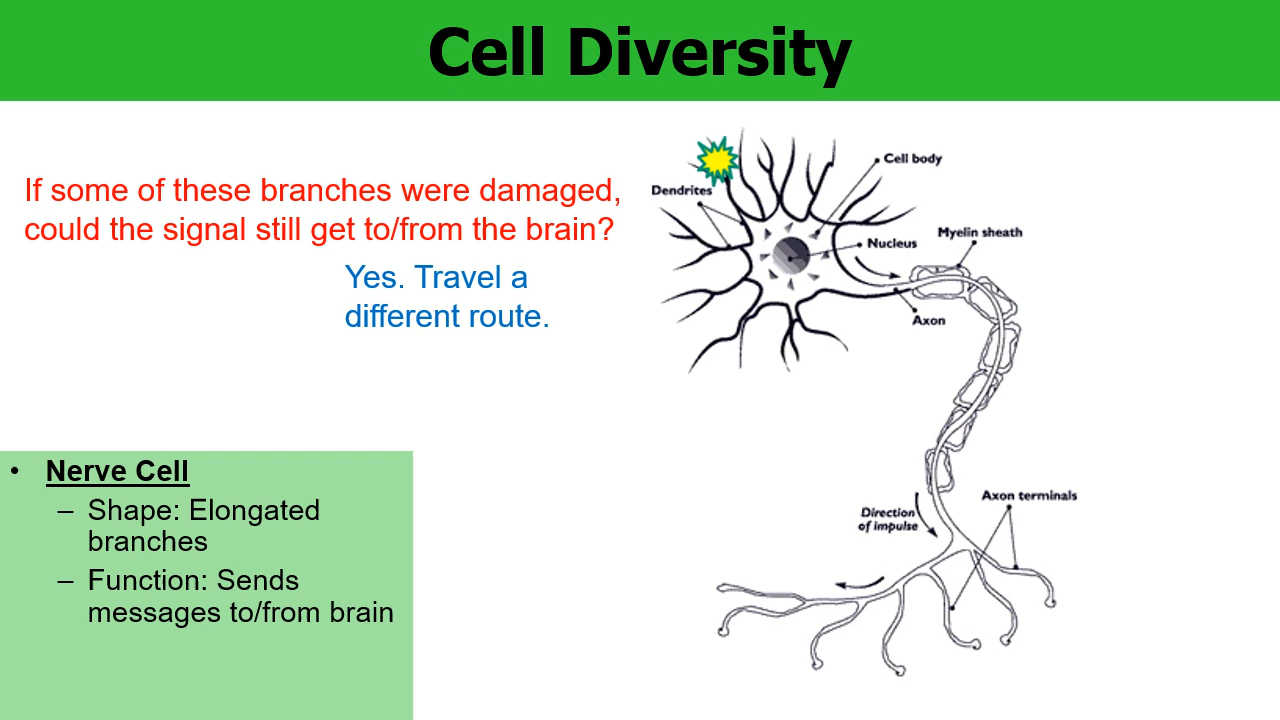 Cell Diversity
If some of these branches were damaged,
could the signal still get to/from the brain?
Yes. Travel a
different route.
• Nerve Cell
– Shape: Elongated
branches
– Function: Sends
messages to/from brain
Cell body
Dendrites
Nucleus
Myelin sheath
Axon
Axon terminals
Direction
of impulse